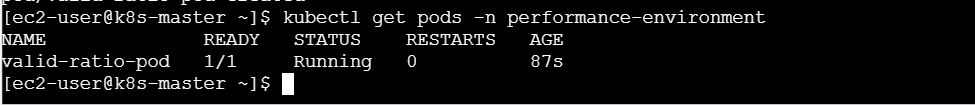 [ec2-user@k8s-master ~]$ kubectl get pods -n performance-environment
NAME READY STATUS RESTARTS AGE
valid-ratio-pod 1/1 Running 0 87s
[ec2-user@k8s-master ~]$